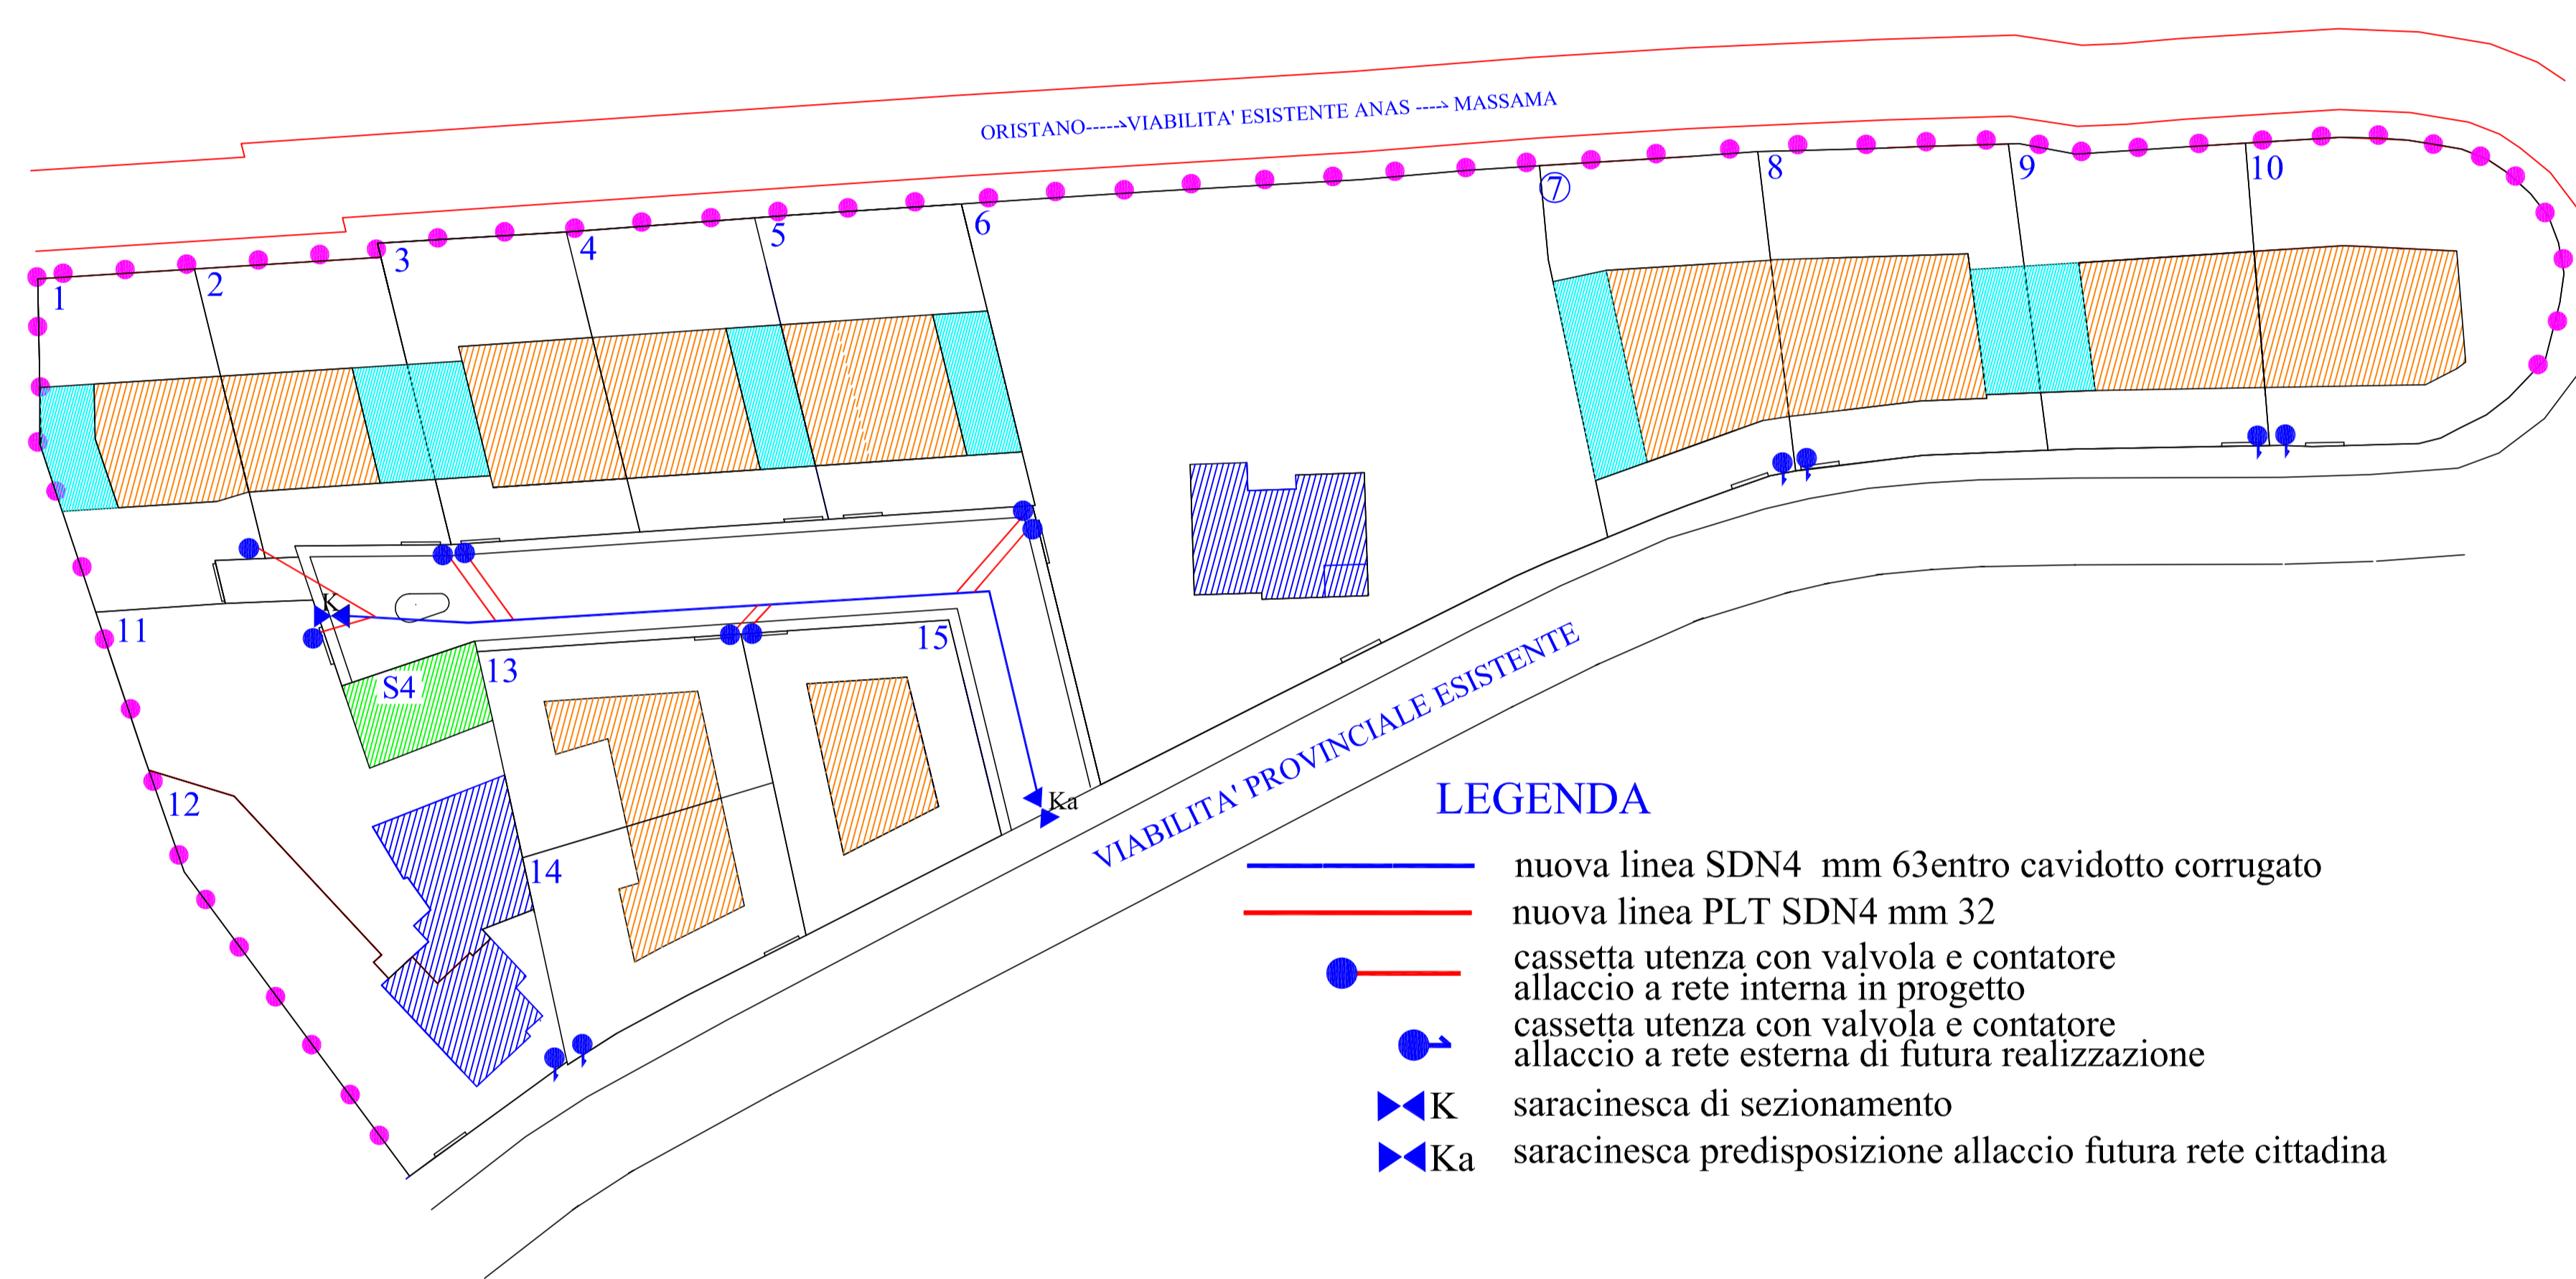 ORISTANO-----VIABILITA' ESISTENTE ANAS ---- MASSAMA
1
2
3
4
5
6
7
8
9
10
K
11
S4
13
15
12
14
Ka
VIABILITA' PROVINCIALE ESISTENTE
LEGENDA
nuova linea SDN4 mm 63entro cavidotto corrugato
nuova linea PLT SDN4 mm 32
cassetta utenza con valvola e contatore
allaccio a rete interna in progetto
cassetta utenza con valvola e contatore
allaccio a rete esterna di futura realizzazione
K saracinesca di sezionamento
Ka saracinesca predisposizione allaccio futura rete cittadina